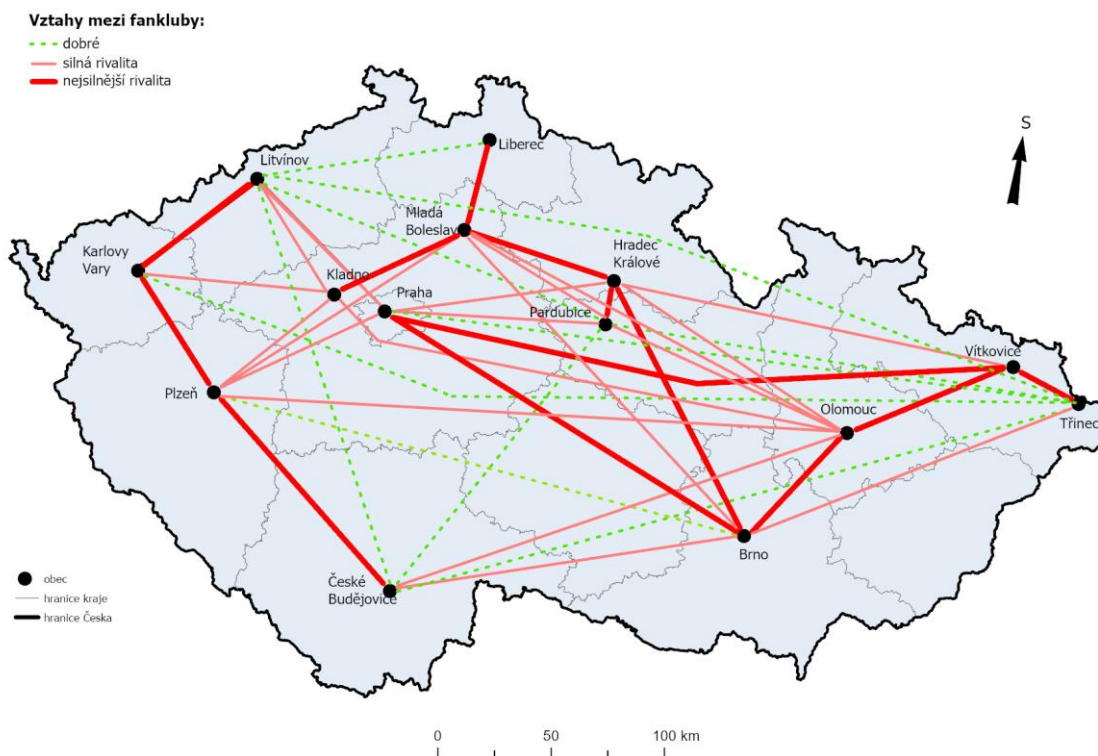 Vztahy mezi fankluby:
dobré
silná rivalita
nejsilnější rivalita
S
Liberec
Litvínov
Mladá
Boleslav
Hradec
Králové
Karlovy
Vary
Kladno
Praha
Pardubice
Vítkovice
Plzeň
Olomouc
Třinec
Brno
České
Budějovice
obec
hranice kraje
hranice Česka
0 50 100 km